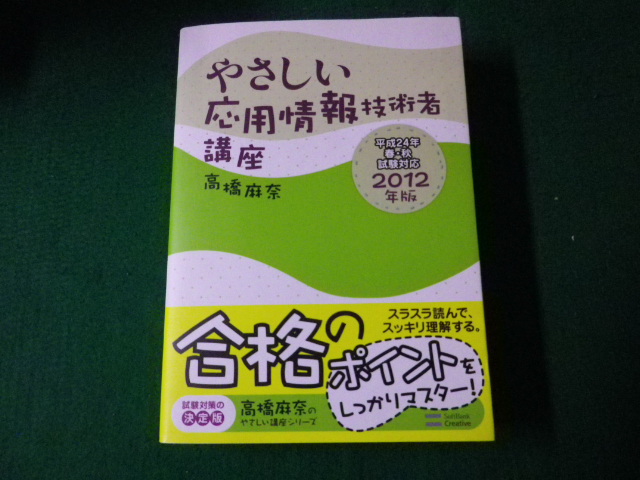 やさしい
応用情報技術者
講座
高橋麻奈
平成24年
春・秋
試験対応
2012
年版
スラスラ読んで、
スッキリ理解する。
合格の
ポイントを
しっかりマスター!
試験対策の
決定版
高橋麻奈の
やさしい講座シリーズ
SoftBank
Creative